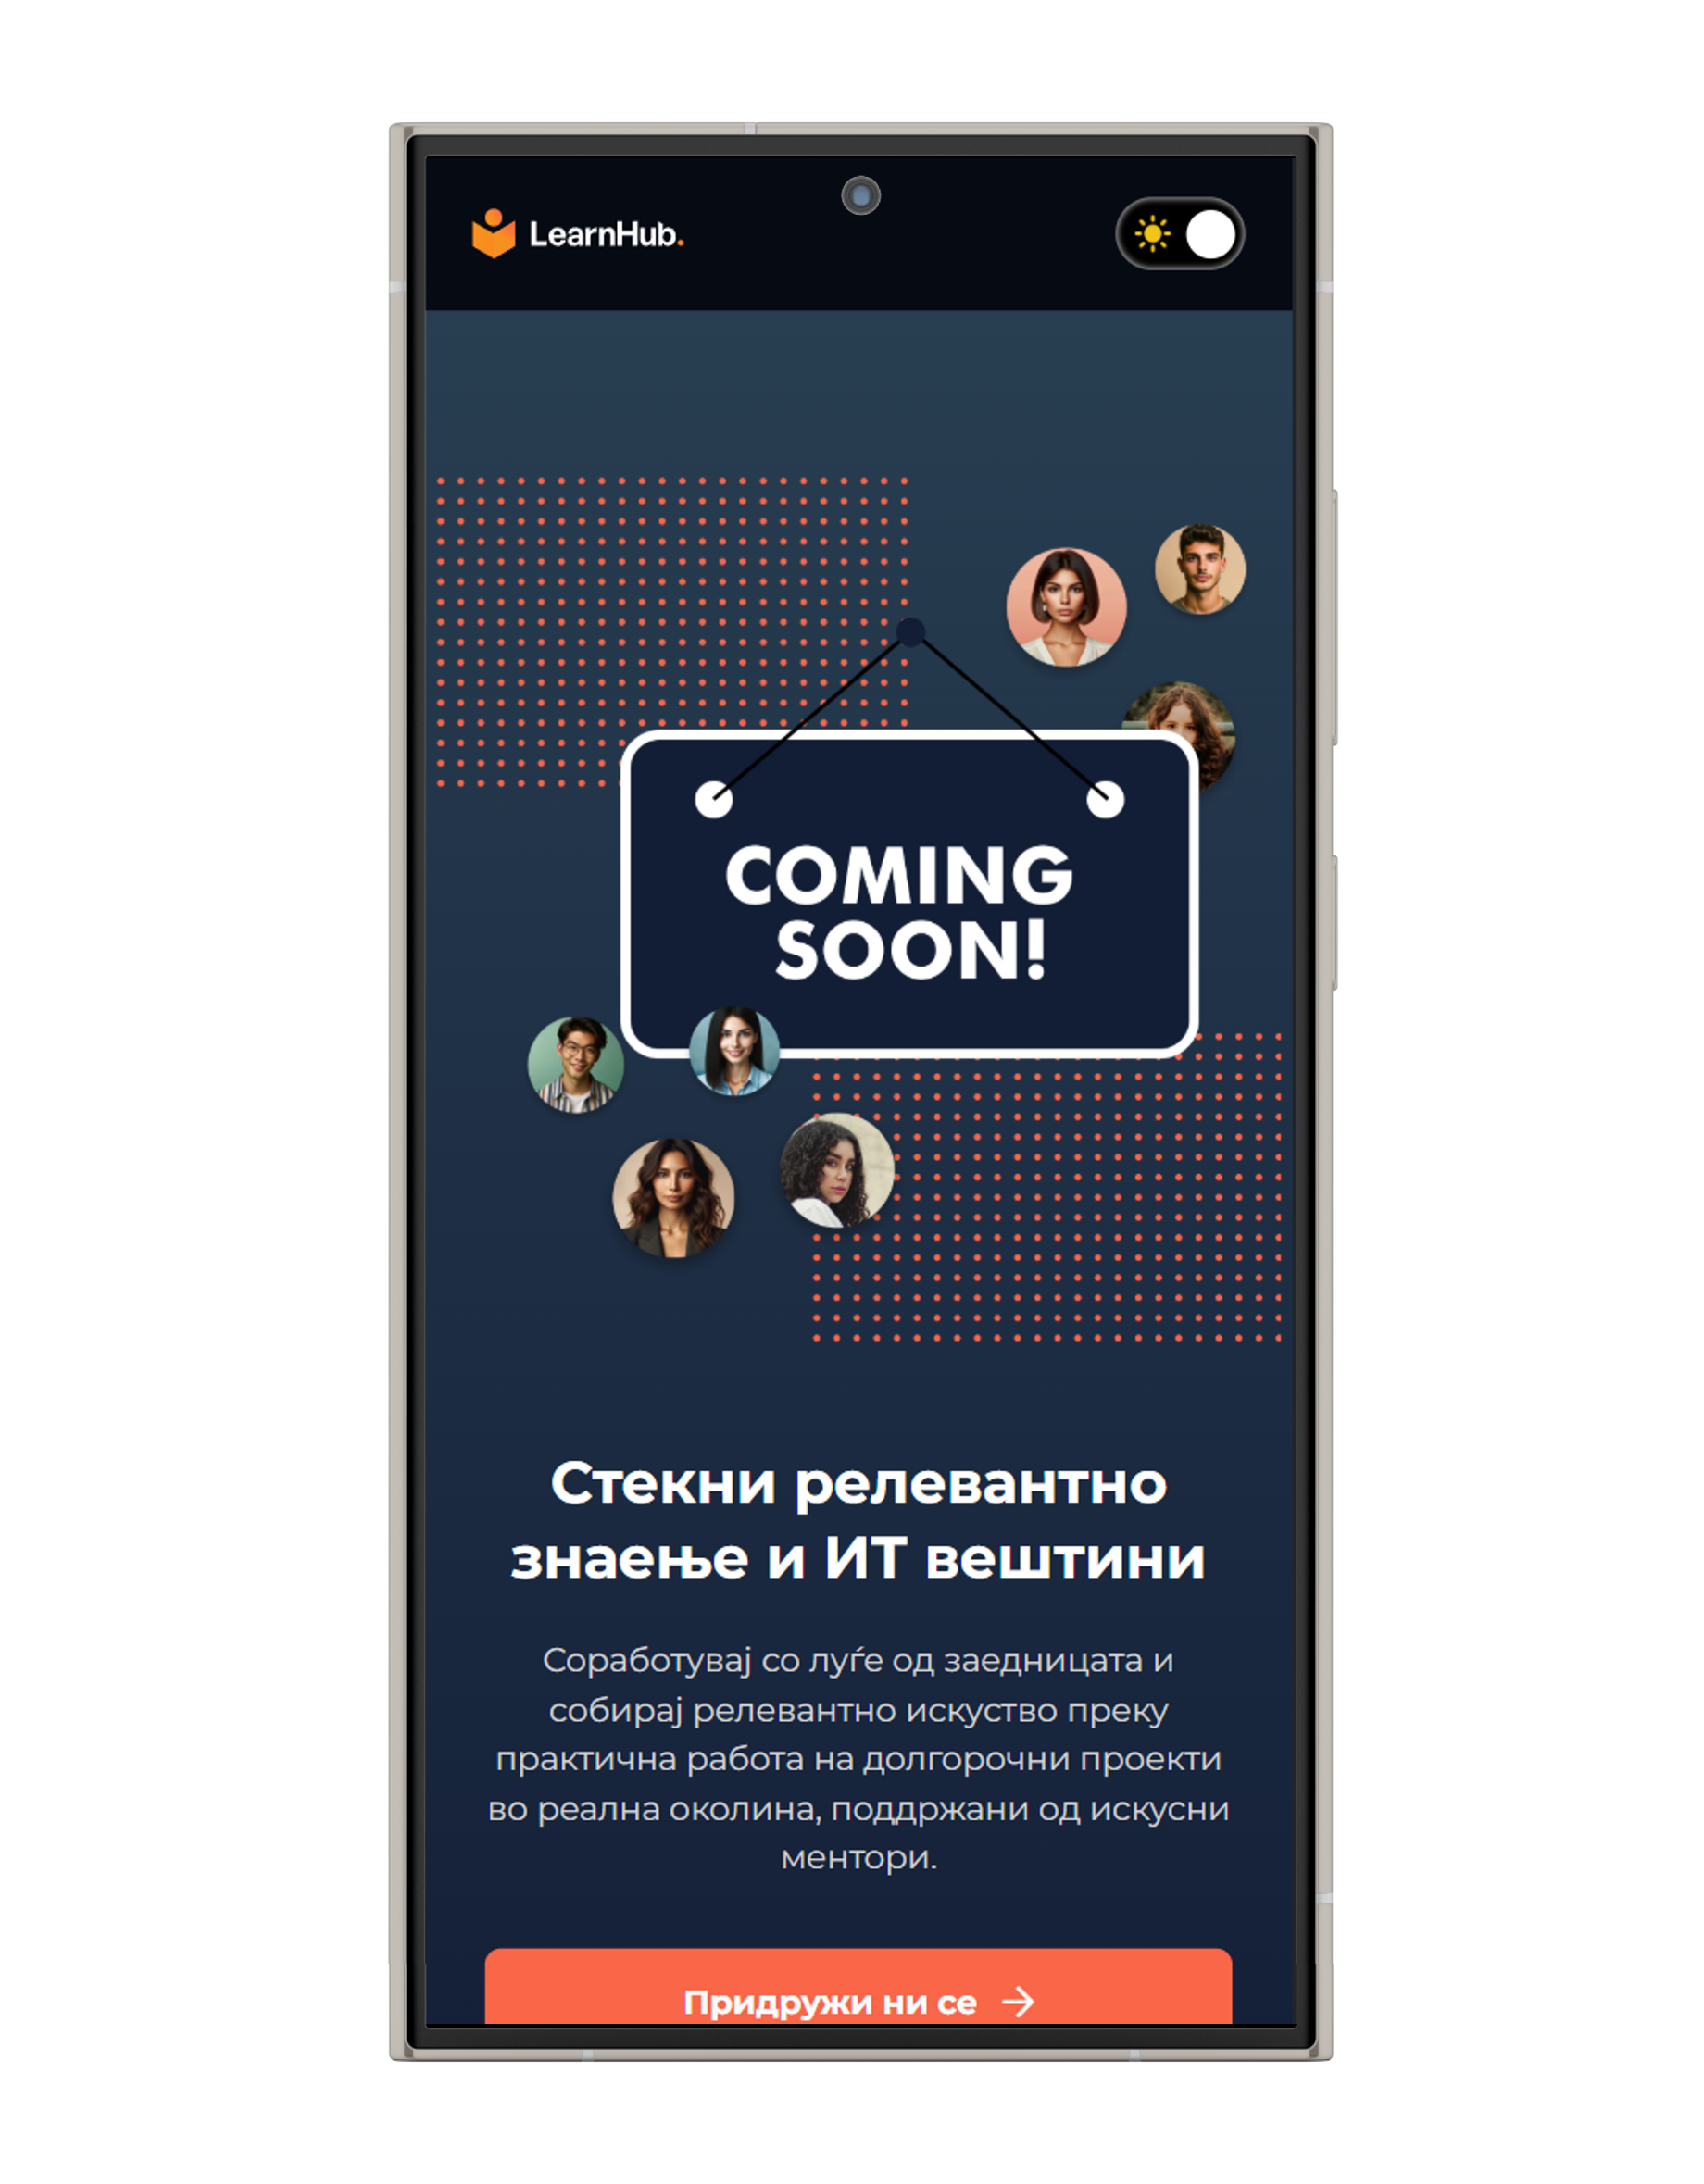 LearnHub.
COMING
SOON!
Стекни релевантно
знаење и ИТ вештини
Соработувај со луѓе од заедницата и
собирај релевантно искуство преку
практична работа на долгорочни проекти
во реална околина, поддржани од искусни
ментори.
Придружи ни се →